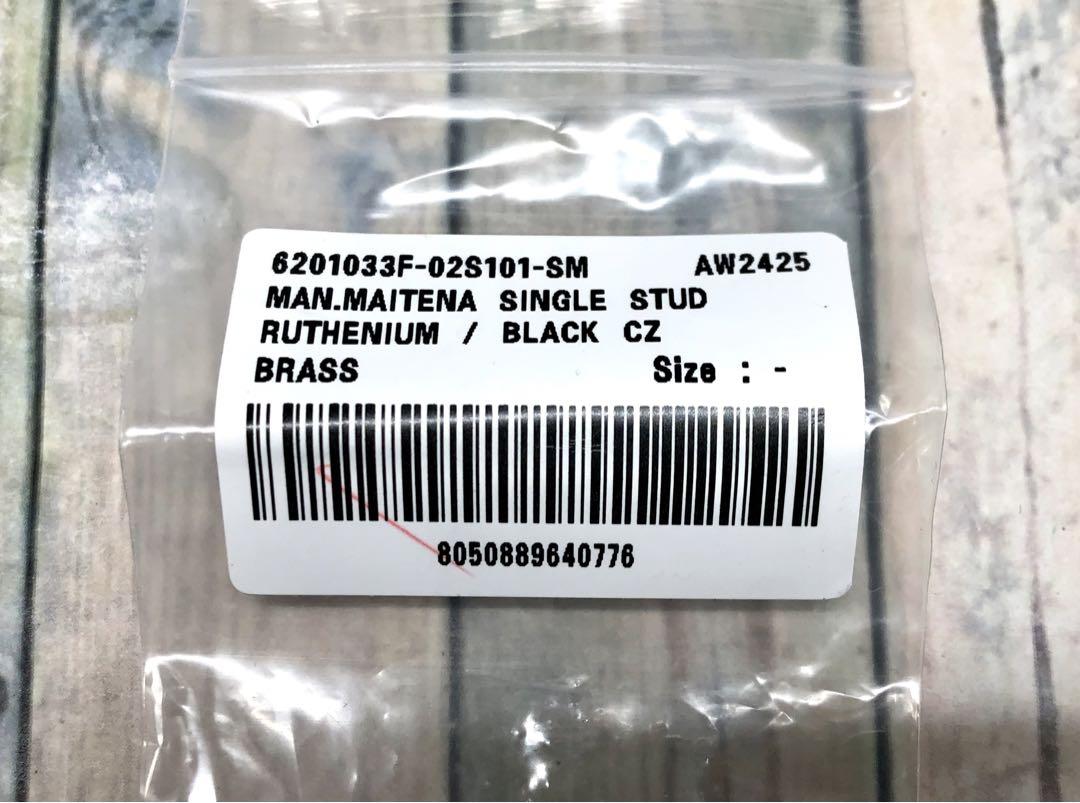 6201033F-02S101-SM AW2425
MAN.MAITENA SINGLE STUD
RUTHENIUM / BLACK CZ
BRASS Size : -
8050889640776